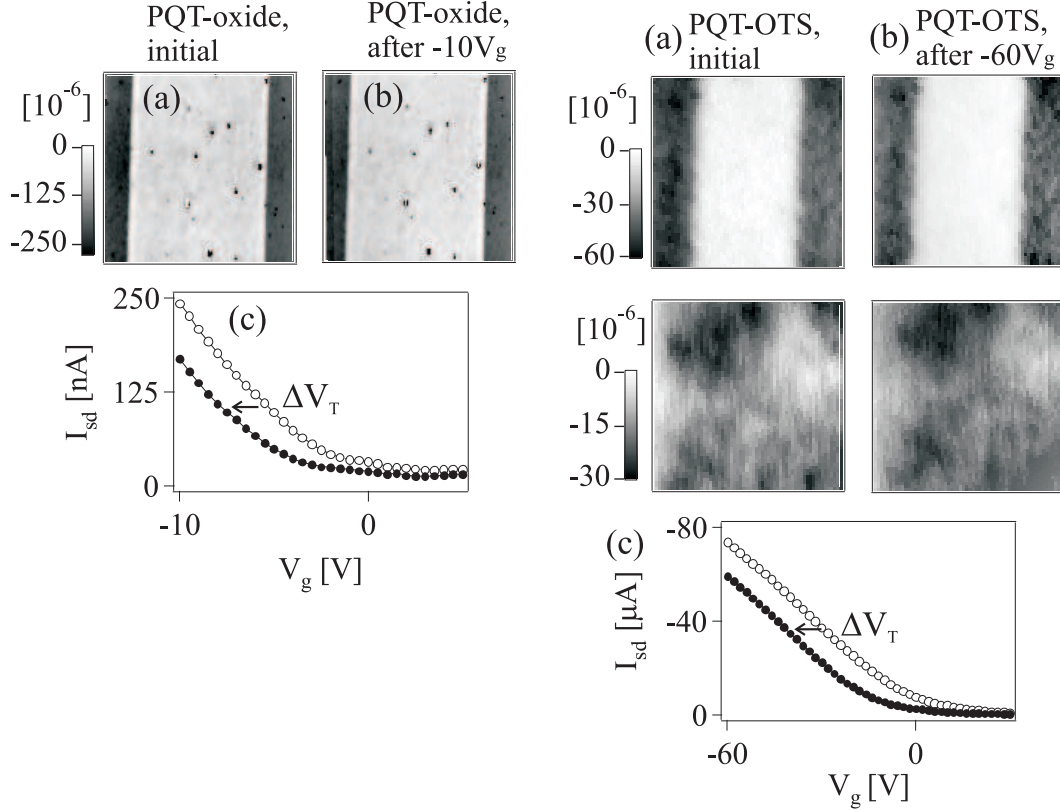 PQT-oxide,
initial
PQT-oxide,
after -10Vg
[10-6]
0
-125
-250
(a)
(b)
250
125
0
Isd [nA]
(c)
ΔVT
-10
0
Vg [V]
(a) PQT-OTS,
initial
(b) PQT-OTS,
after -60Vg
[10-6]
0
-30
-60
[10-6]
0
-15
-30
-80
-40
0
Isd [μA]
(c)
ΔVT
-60
0
Vg [V]